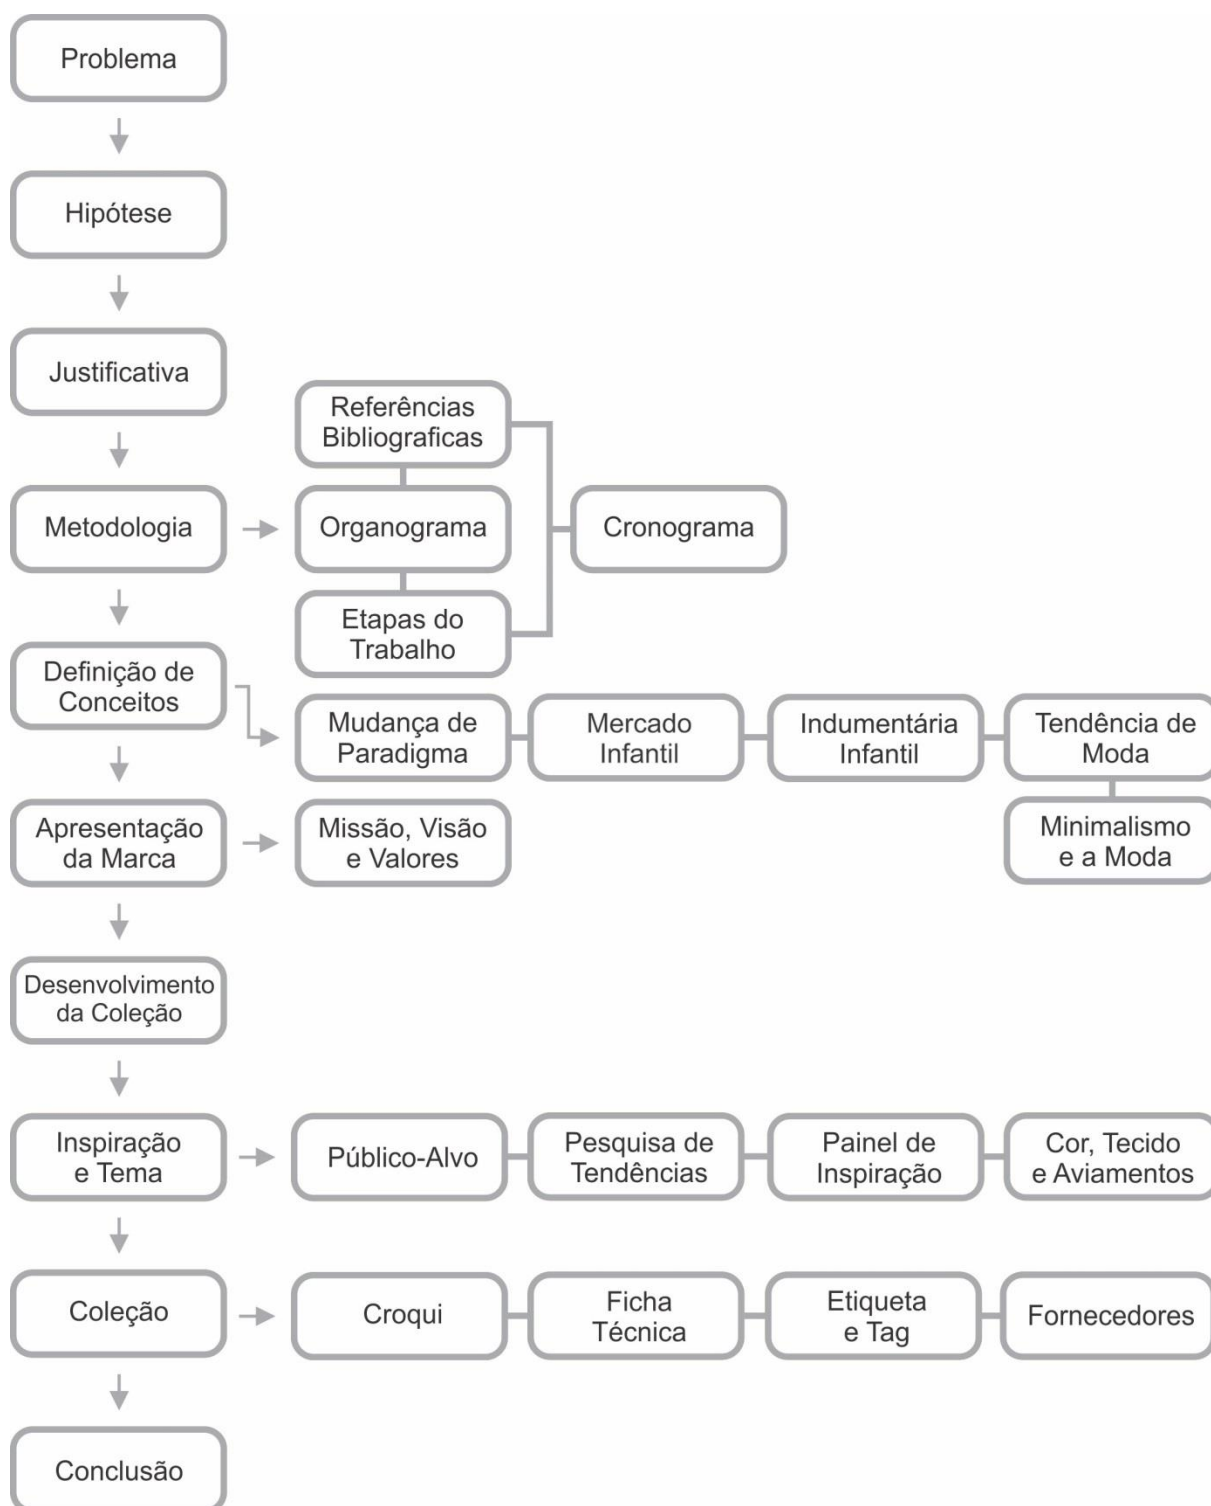 Problema
Hipótese
Justificativa
Referências
Bibliograficas
Metodologia
Organograma
Cronograma
Etapas do
Trabalho
Definição de
Conceitos
Mudança de
Paradigma
Mercado
Infantil
Indumentária
Infantil
Tendência de
Moda
Apresentação
da Marca
Missão, Visão
e Valores
Minimalismo
e a Moda
Desenvolvimento
da Coleção
Inspiração
e Tema
Público-Alvo
Pesquisa de
Tendências
Painel de
Inspiração
Cor, Tecido
e Aviamentos
Coleção
Croqui
Ficha
Técnica
Etiqueta
e Tag
Fornecedores
Conclusão